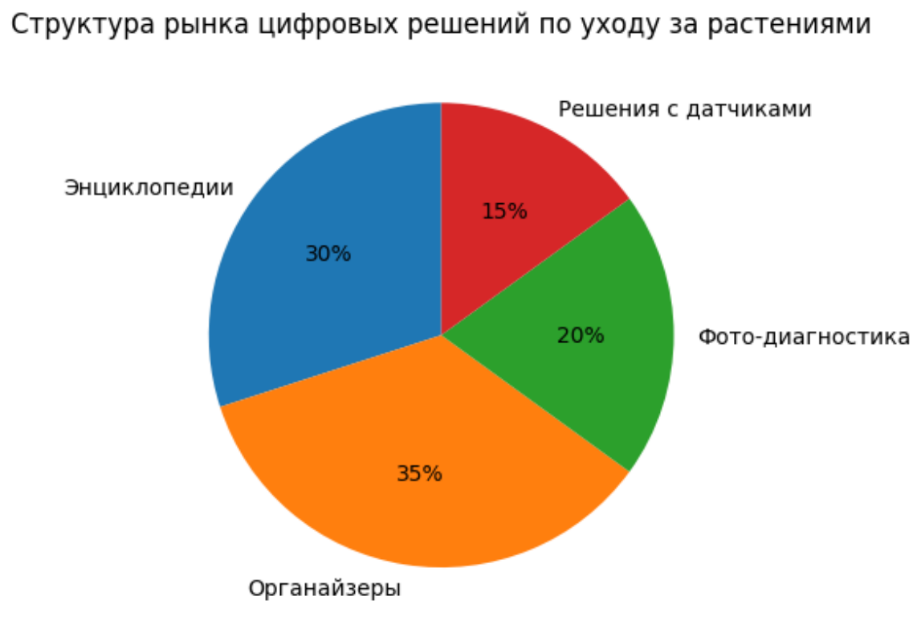 Структура рынка цифровых решений по уходу за растениями
Решения с датчиками
Энциклопедии
15%
30%
20%
Фото-диагностика
35%
Органайзеры